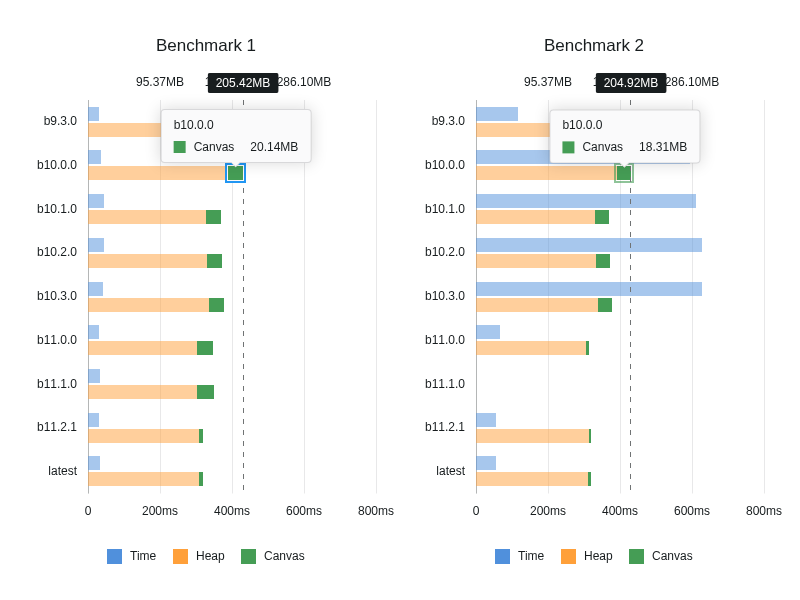 Benchmark 1
95.37MB 205.42MB 286.10MB
b9.3.0
b10.0.0
b10.1.0
b10.2.0
b10.3.0
b11.0.0
b11.1.0
b11.2.1
latest
b10.0.0
Canvas 20.14MB
0 200ms 400ms 600ms 800ms
Time Heap Canvas
Benchmark 2
95.37MB 204.92MB 286.10MB
b9.3.0
b10.0.0
b10.1.0
b10.2.0
b10.3.0
b11.0.0
b11.1.0
b11.2.1
latest
b10.0.0
Canvas 18.31MB
0 200ms 400ms 600ms 800ms
Time Heap Canvas